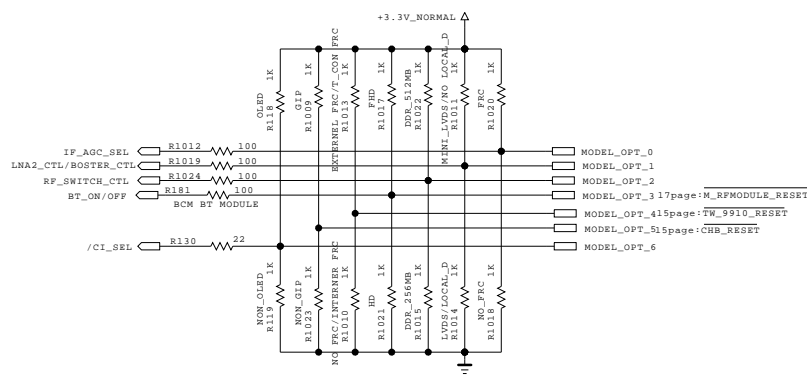 +3.3V_NORMAL
OLED
R118 1K
GIP
R1009 1K
EXTERNEL FRC/T_CON FRC
R1013 1K
FHD
R1017 1K
DDR_512MB
R1022 1K
MINI_LVDS/NO LOCAL_D
R1011 1K
FRC
R1020 1K
IF_AGC_SEL R1012 100 MODEL_OPT_0
LNA2_CTL/BOSTER_CTL R1019 100 MODEL_OPT_1
RF_SWITCH_CTL R1024 100 MODEL_OPT_2
BT_ON/OFF R181 100 MODEL_OPT_3 17page:M_RFMODULE_RESET
BCM BT MODULE
MODEL_OPT_4 15page:TW_9910_RESET
MODEL_OPT_5 15page:CHB_RESET
/CI_SEL R130 22 MODEL_OPT_6
NON_OLED
R119 1K
NON_GIP
R1023 1K
NO FRC/INTERNER FRC
R1010 1K
HD
R1021 1K
DDR_256MB
R1015 1K
LVDS/LOCAL_D
R1014 1K
NO_FRC
R1018 1K